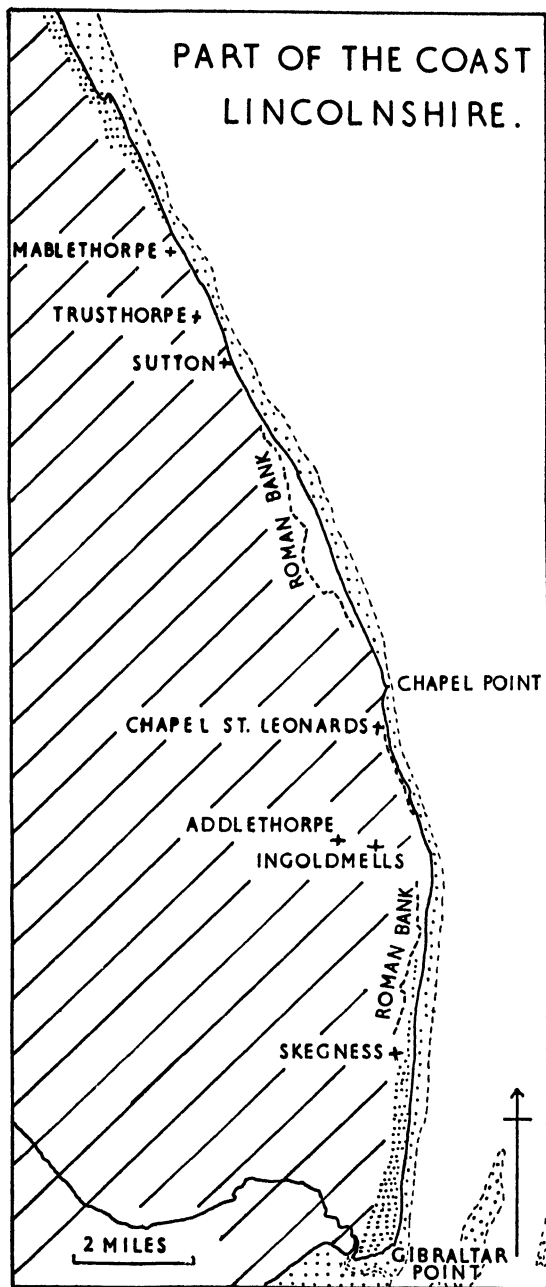 PART OF THE COAST
LINCOLNSHIRE.
MABLETHORPE
TRUSTHORPE
SUTTON
ROMAN BANK
CHAPEL POINT
CHAPEL ST. LEONARDS
ADDLETHORPE
INGOLDMELLS
ROMAN BANK
SKEGNESS
2 MILES
GIBRALTAR
POINT